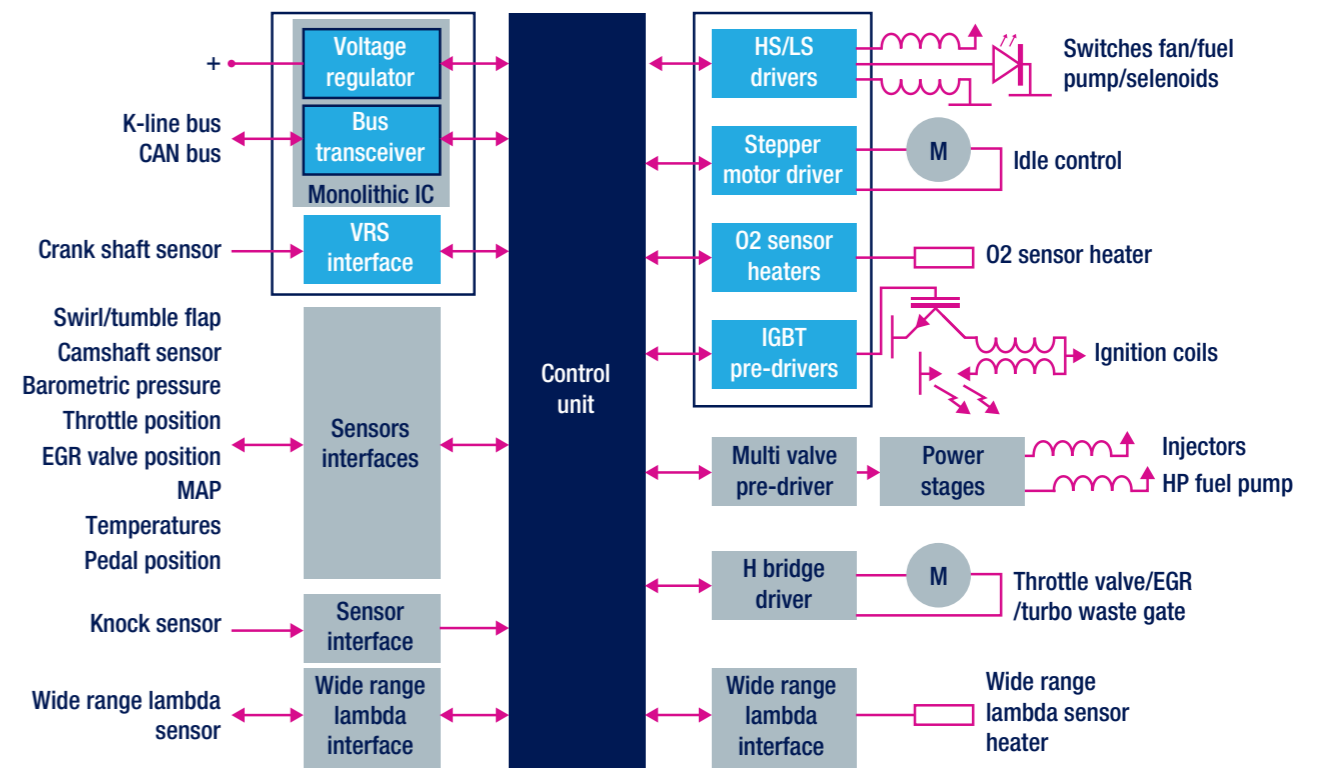 +
Voltage
regulator
K-line bus
CAN bus
Bus
transceiver
Monolithic IC
Crank shaft sensor
VRS
interface
Swirl/tumble flap
Camshaft sensor
Barometric pressure
Throttle position
EGR valve position
MAP
Temperatures
Pedal position
Sensors
interfaces
Knock sensor
Sensor
interface
Wide range lambda
sensor
Wide range
lambda
interface
Control
unit
HS/LS
drivers
Switches fan/fuel
pump/selenoids
Stepper
motor driver
M
Idle control
O2 sensor
heaters
O2 sensor heater
IGBT
pre-drivers
Ignition coils
Multi valve
pre-driver
Power
stages
Injectors
HP fuel pump
H bridge
driver
M
Throttle valve/EGR
/turbo waste gate
Wide range
lambda
interface
Wide range
lambda sensor
heater